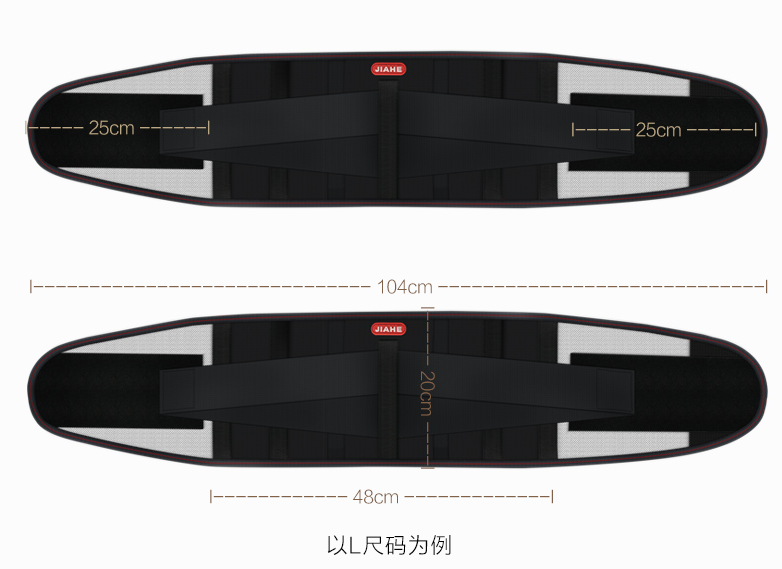 JIAHE
25cm
25cm
104cm
JIAHE
20cm
48cm
以L尺码为例